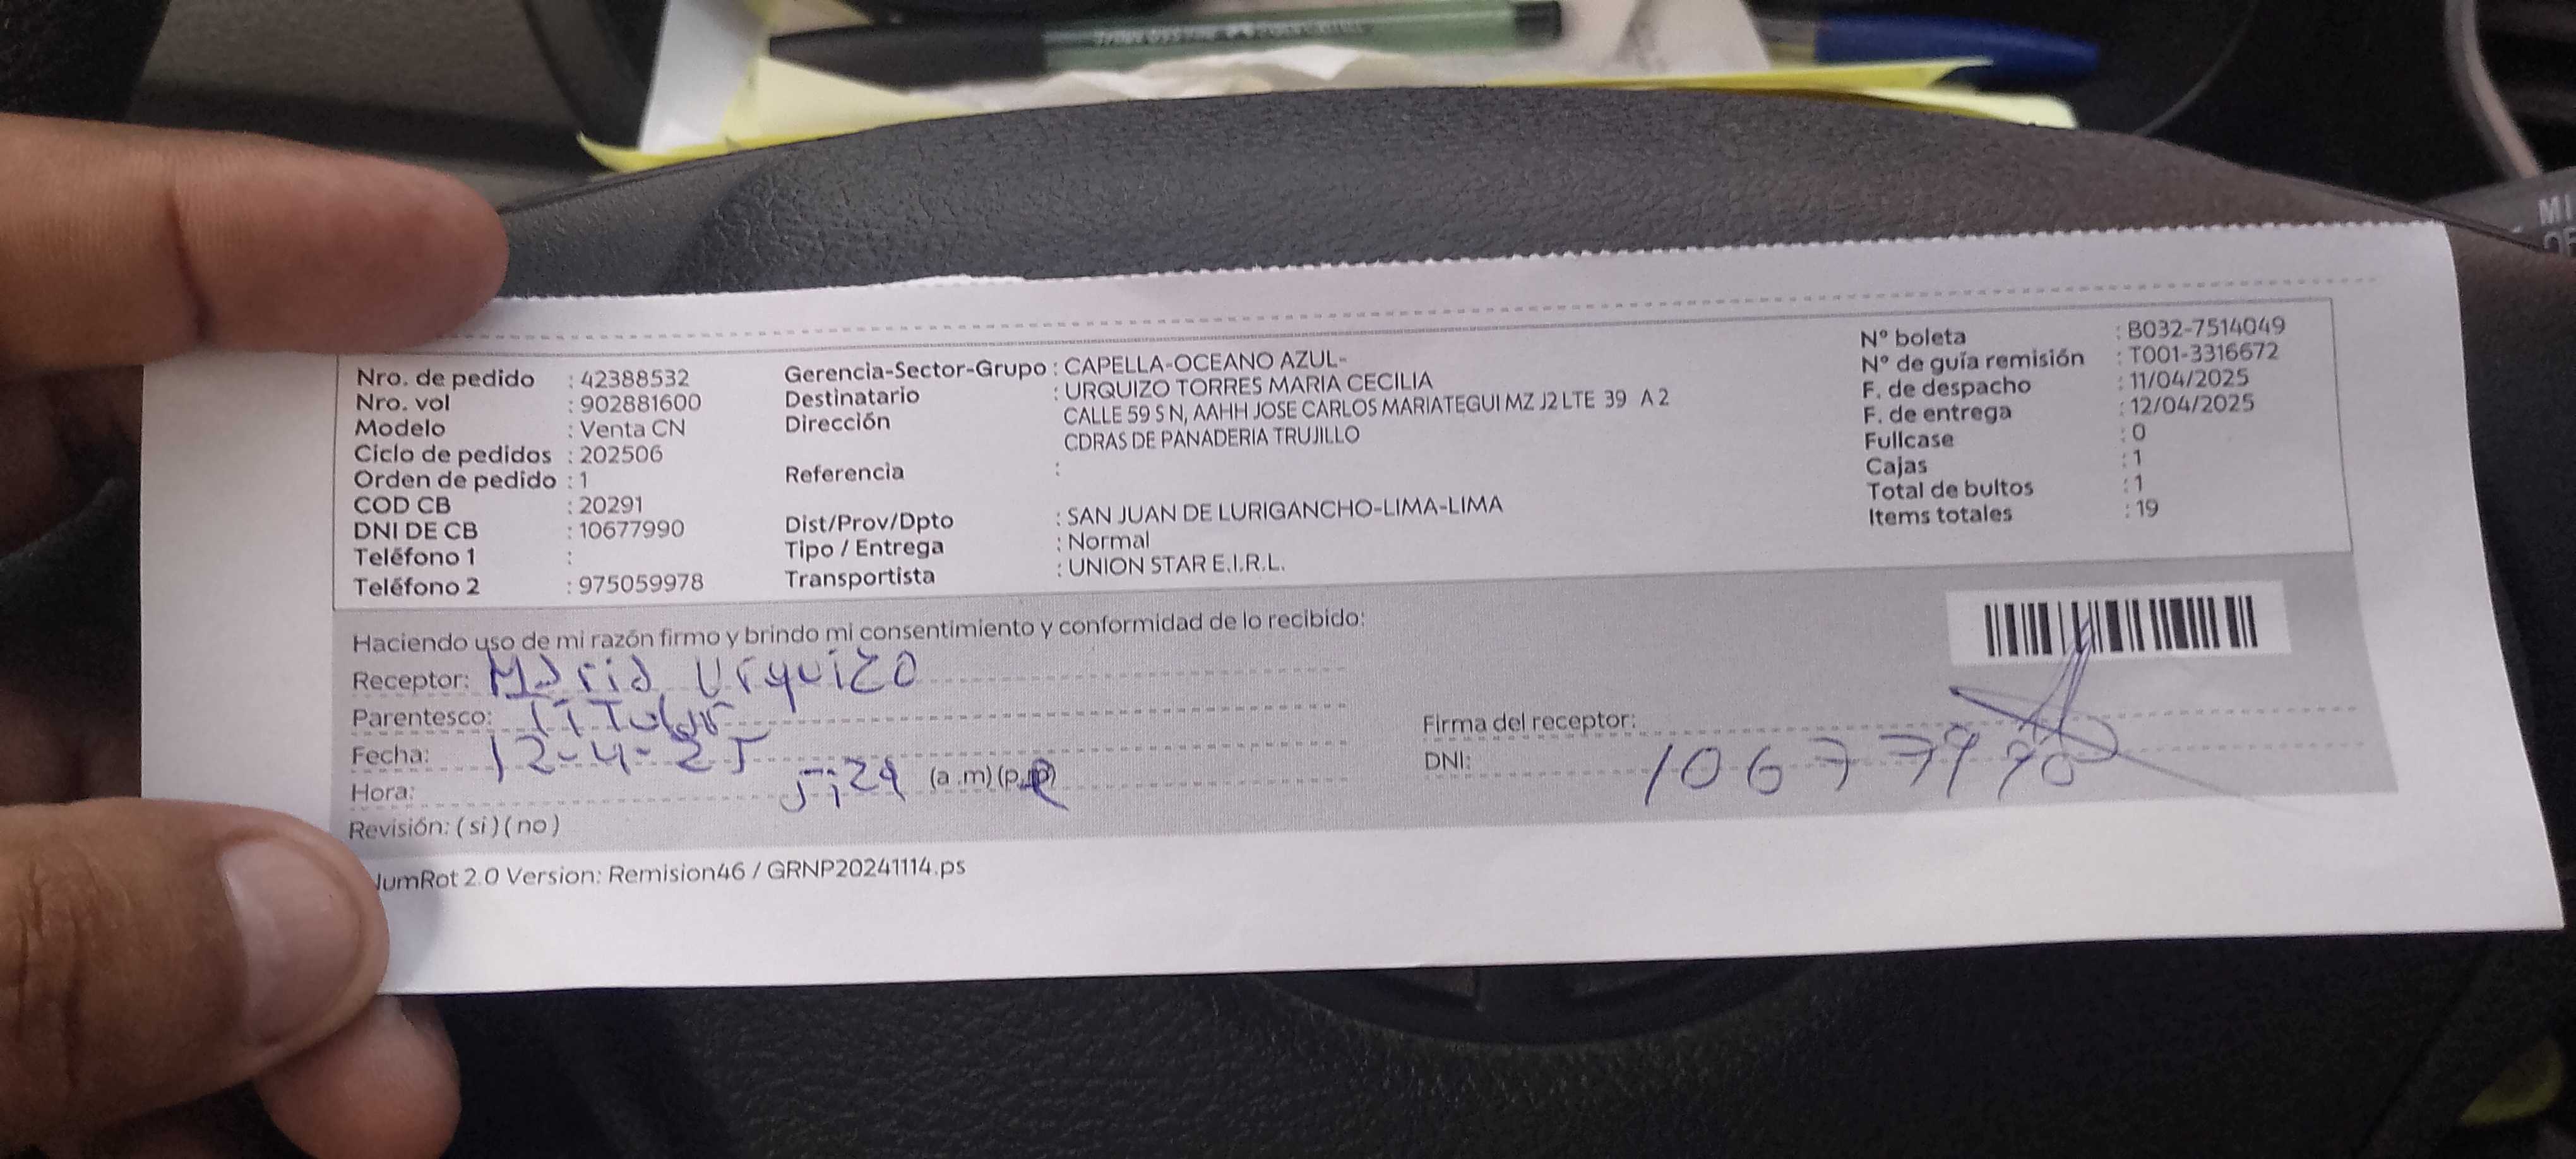 Nro. de pedido : 42388532
Nro. vol : 902881600
Modelo : Venta CN
Ciclo de pedidos : 202506
Orden de pedido : 1
COD CB : 20291
DNI DE CB : 10677990
Teléfono 1 :
Teléfono 2 : 975059978
Gerencia-Sector-Grupo : CAPELLA-OCEANO AZUL-
Destinatario : URQUIZO TORRES MARIA CECILIA
Dirección CALLE 59 S N, AAHH JOSE CARLOS MARIATEGUI MZ J2 LTE 39 A 2
CDRAS DE PANADERIA TRUJILLO
Referencia :
Dist/Prov/Dpto : SAN JUAN DE LURIGANCHO-LIMA-LIMA
Tipo / Entrega : Normal
Transportista : UNION STAR E.I.R.L.
N° boleta : B032-7514049
N° de guía remisión : T001-3316672
F. de despacho : 11/04/2025
F. de entrega : 12/04/2025
Fullcase : 0
Cajas : 1
Total de bultos : 1
Items totales : 19
Haciendo uso de mi razón firmo y brindo mi consentimiento y conformidad de lo recibido:
Receptor: Maria Urquizo
Parentesco: Titular
Fecha: 12-4-25
Hora: (a.m) (p.
Revisión: (si) (no)
Firma del receptor:
DNI: 10677990
umRot 2.0 Version: Remision46 / GRNP20241114.ps